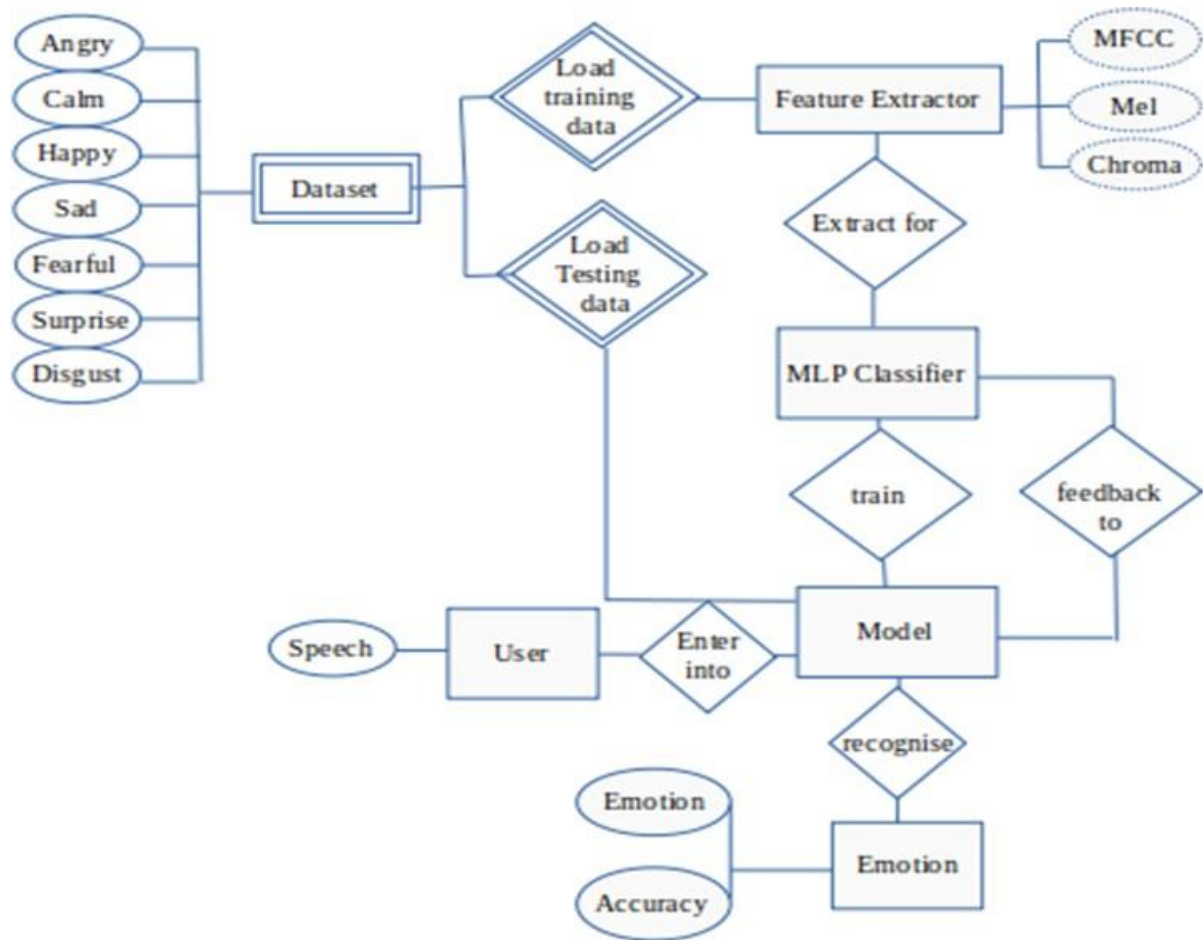 Angry
Calm
Happy
Sad
Fearful
Surprise
Disgust
Dataset
Load
training
data
Load
Testing
data
Feature Extractor
MFCC
Mel
Chroma
Extract for
MLP Classifier
train
feedback
to
Speech
User
Enter
into
Model
recognise
Emotion
Accuracy
Emotion